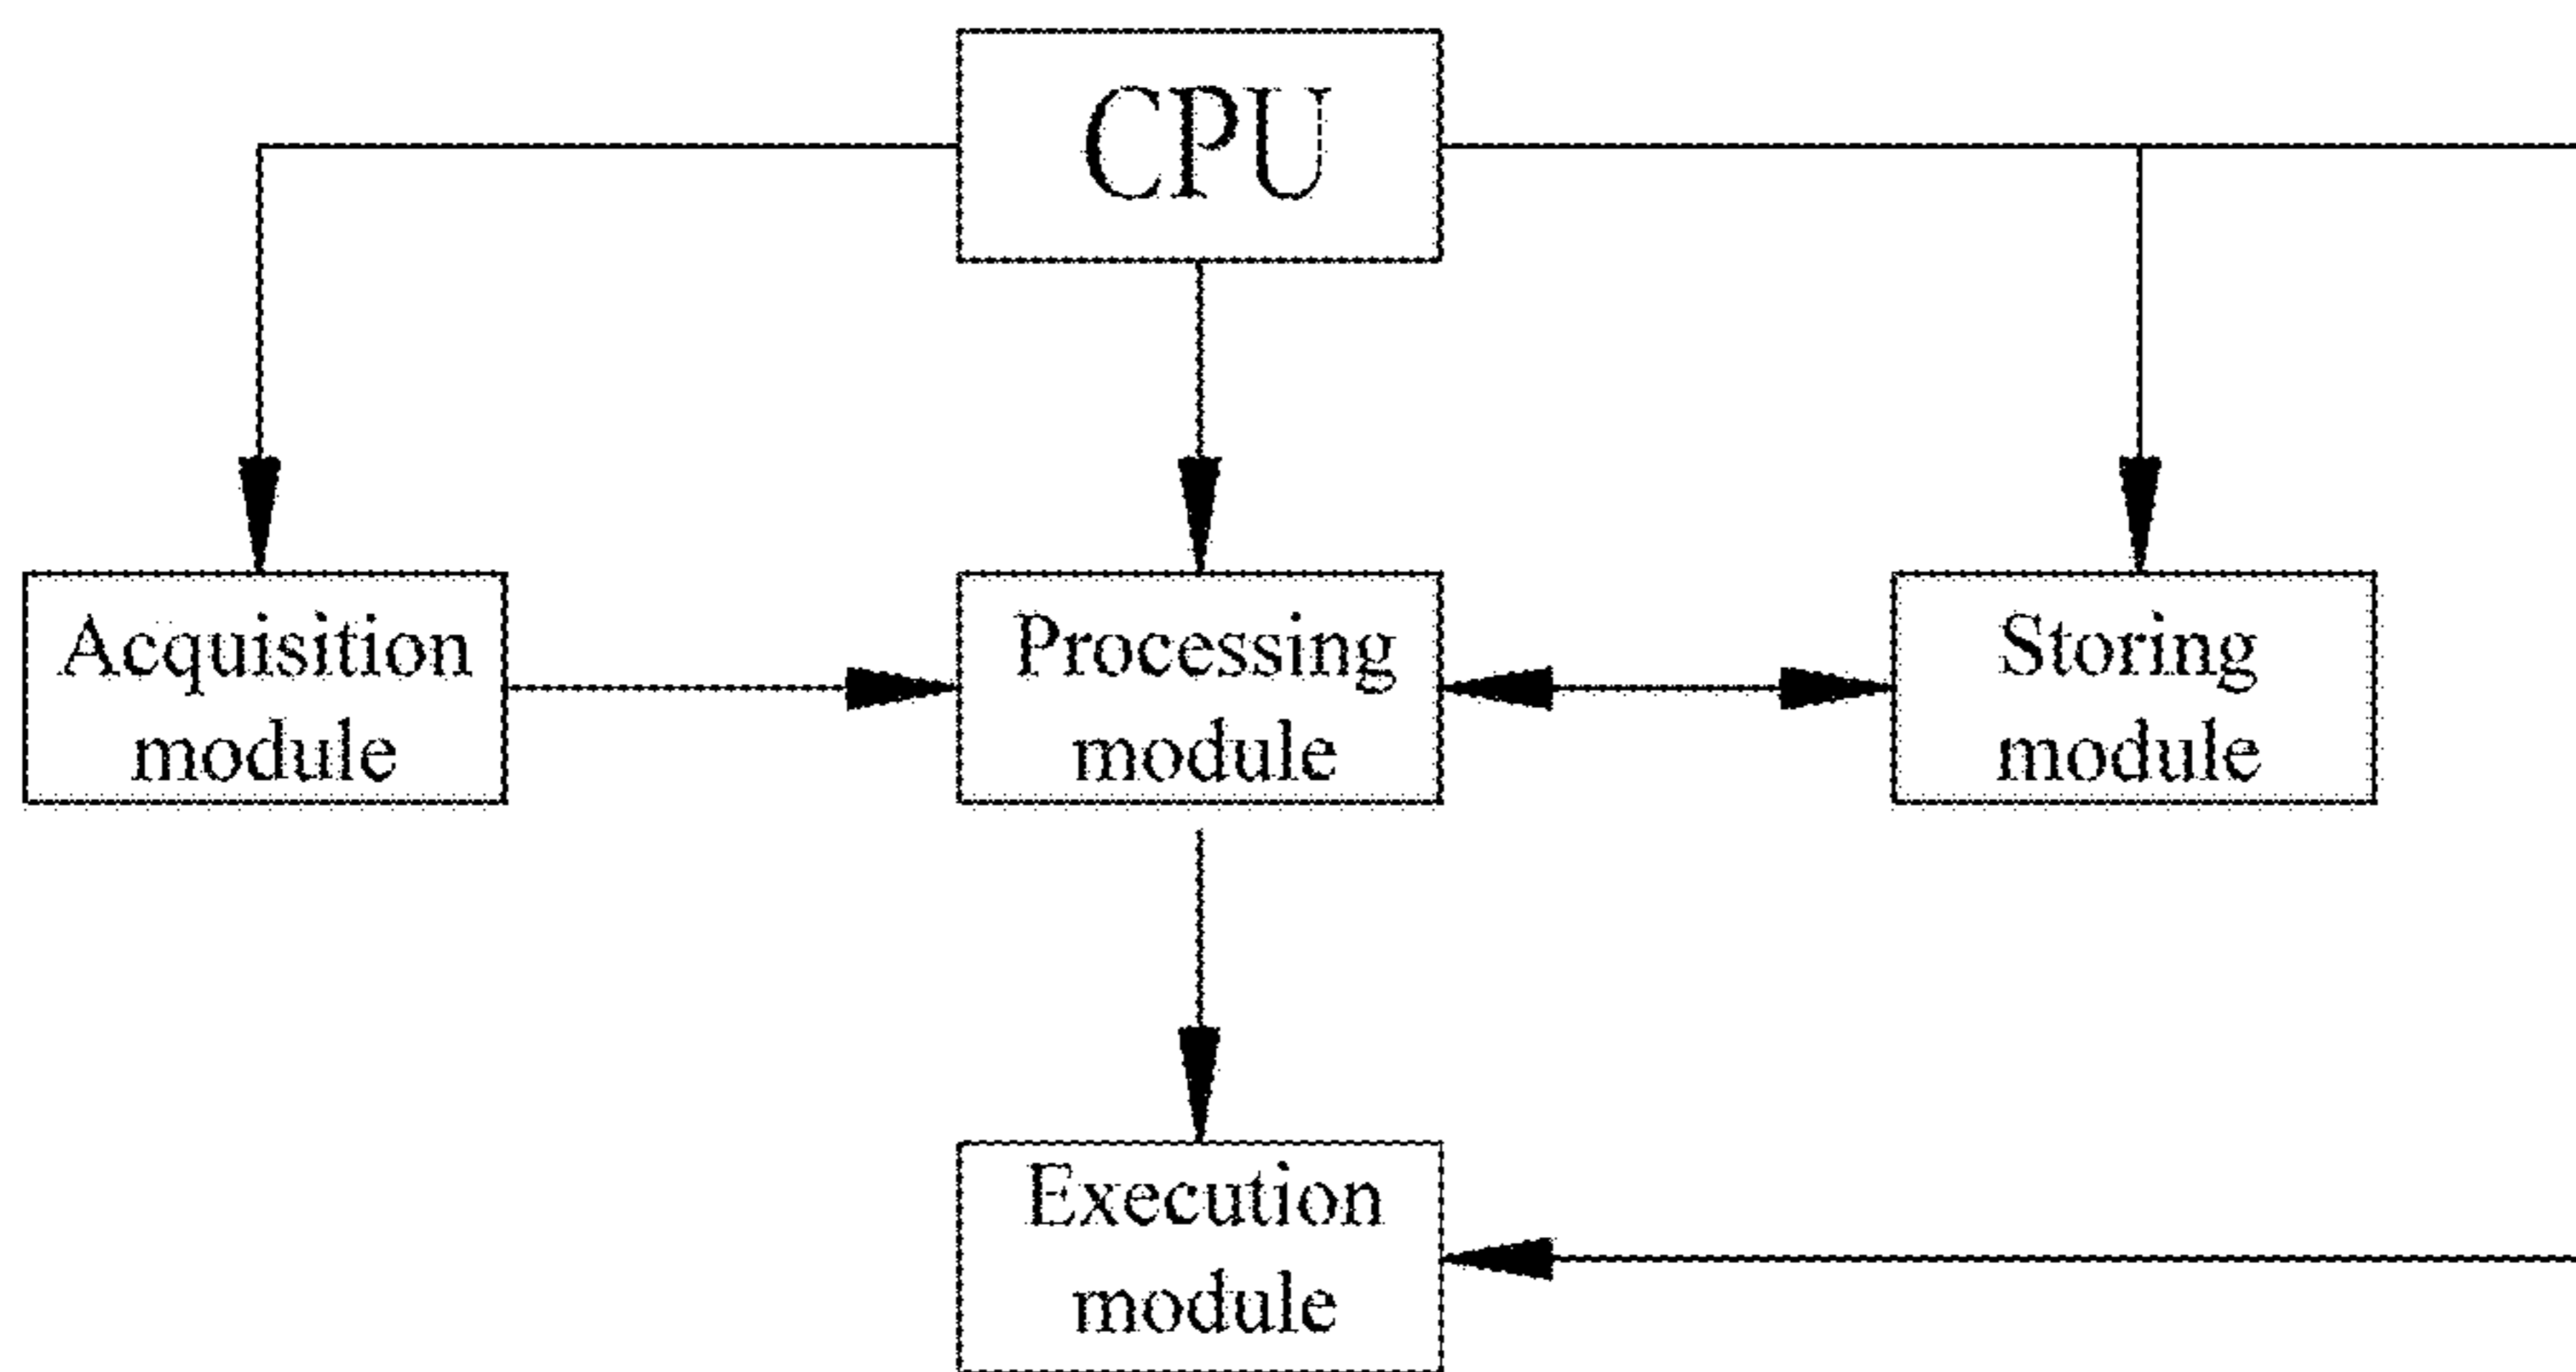 CPU
Acquisition
module
Processing
module
Storing
module
Execution
module